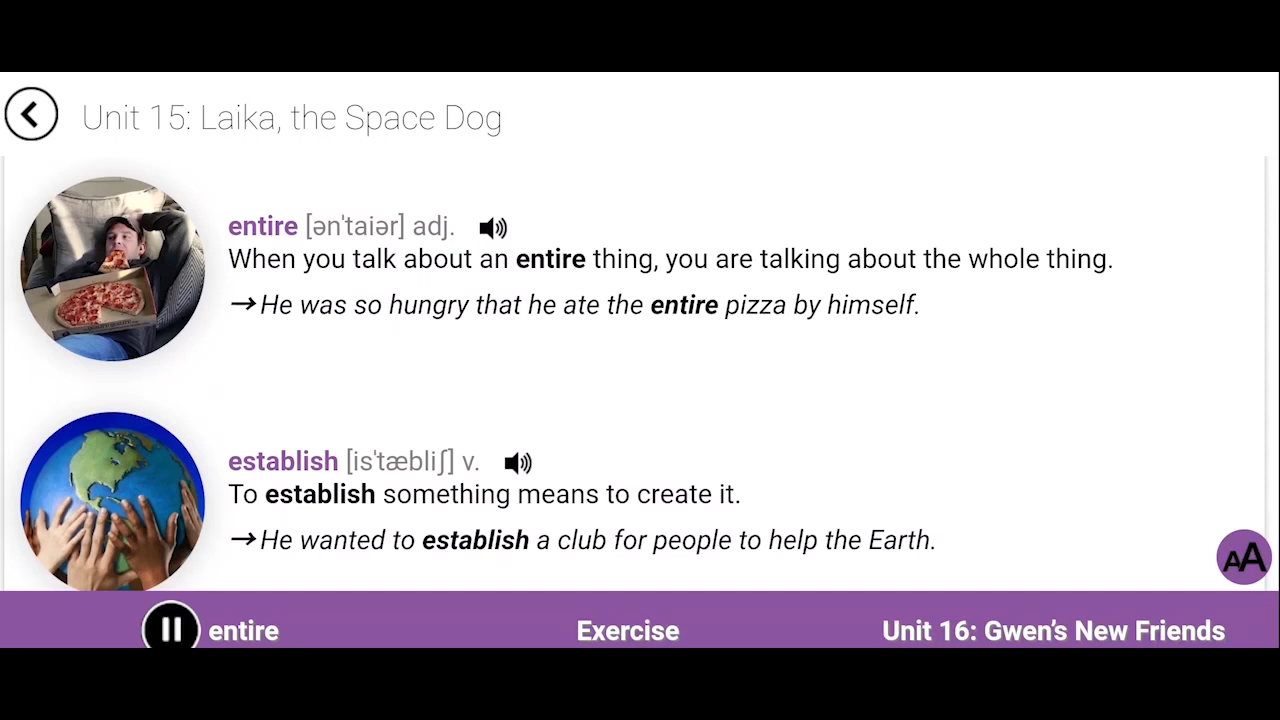 Unit 15: Laika, the Space Dog
entire [ən'taiər] adj.
When you talk about an entire thing, you are talking about the whole thing.
→ He was so hungry that he ate the entire pizza by himself.
establish [is'tæbliʃ] v.
To establish something means to create it.
→ He wanted to establish a club for people to help the Earth.
AA
entire
Exercise
Unit 16: Gwen’s New Friends